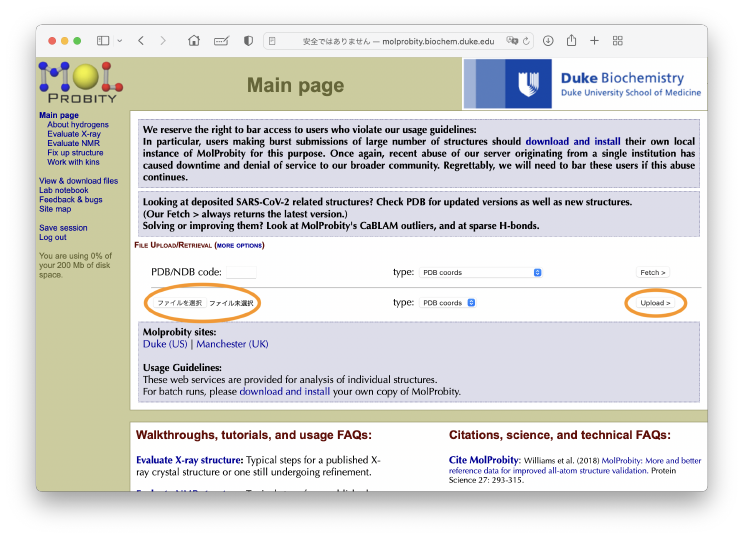 安全ではありません — molprobity.biochem.duke.edu
MOL
PROBITY
Main page
Duke Biochemistry
Duke University School of Medicine
Main page
About hydrogens
Evaluate X-ray
Evaluate NMR
Fix up structure
Work with kins
View & download files
Lab notebook
Feedback & bugs
Site map
Save session
Log out
You are using 0% of
your 200 Mb of disk
space.
We reserve the right to bar access to users who violate our usage guidelines:
In particular, users making burst submissions of large number of structures should download and install their own local
instance of MolProbity for this purpose. Once again, recent abuse of our server originating from a single institution has
caused downtime and denial of service to our broader community. Regrettably, we will need to bar these users if this abuse
continues.
Looking at deposited SARS-CoV-2 related structures? Check PDB for updated versions as well as new structures.
(Our Fetch > always returns the latest version.)
Solving or improving them? Look at MolProbity's CaBLAM outliers, and at sparse H-bonds.
FILE UPLOAD/RETRIEVAL (MORE OPTIONS)
PDB/NDB code: type: PDB coords Fetch >
ファイルを選択 ファイル未選択 type: PDB coords Upload >
Molprobity sites:
Duke (US) | Manchester (UK)
Usage Guidelines:
These web services are provided for analysis of individual structures.
For batch runs, please download and install your own copy of MolProbity.
Walkthroughs, tutorials, and usage FAQs:
Evaluate X-ray structure: Typical steps for a published X-
ray crystal structure or one still undergoing refinement.
Citations, science, and technical FAQs:
Cite MolProbity: Williams et al. (2018) MolProbity: More and better
reference data for improved all-atom structure validation. Protein
Science 27: 293-315.